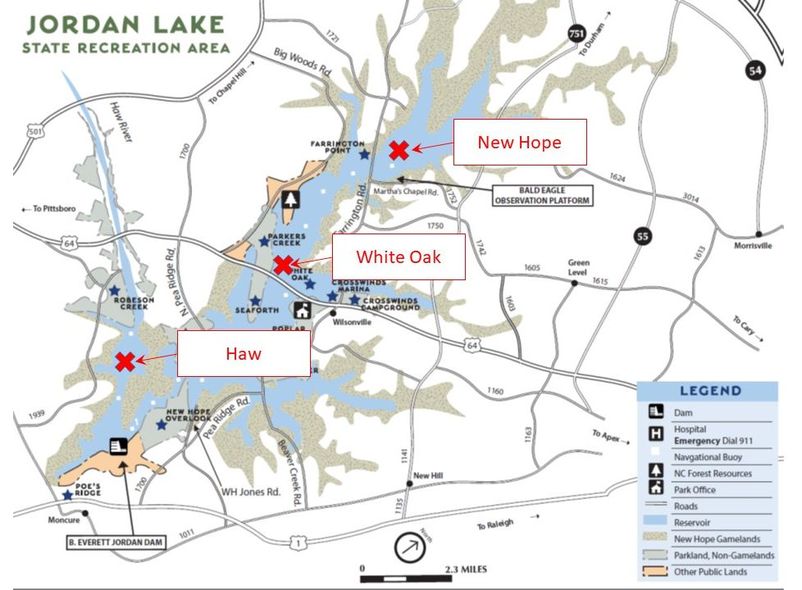 JORDAN LAKE
STATE RECREATION AREA
1721
751
To Durham
54
Big Woods Rd.
To Chapel Hill
501
Haw River
1700
FARRINGTON
POINT
New Hope
Martha's Chapel Rd.
1752
BALD EAGLE
OBSERVATION PLATFORM
1624
3014
To Pittsboro
64
Farrington Rd.
1750
1742
55
1613
Morrisville
PARKERS
CREEK
White Oak
WHITE
OAK
N. Pea Ridge Rd.
CROSSWINDS
MARINA
CROSSWINDS
CAMPGROUND
1605
Green
Level
1615
1603
ROBESON
CREEK
SEAFORTH
POPLAR
Wilsonville
64
To Cary
Haw
1939
NEW HOPE
OVERLOOK
Pea Ridge Rd.
1160
1163
To Apex
Beaver Creek Rd.
1141
WH Jones Rd.
New Hill
POE'S
RIDGE
1700
1135
Moncure
1011
1
To Raleigh
B. EVERETT JORDAN DAM
North
0
2.3 MILES
LEGEND
Dam
Hospital
Emergency Dial 911
Navgational Buoy
NC Forest Resources
Park Office
Roads
Reservoir
New Hope Gamelands
Parkland, Non-Gamelands
Other Public Lands